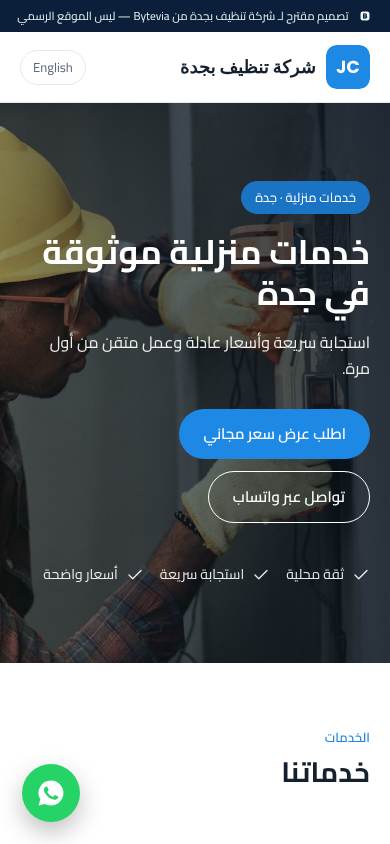 تصميم مقترح لـ شركة تنظيف بجدة من Bytevia — ليس الموقع الرسمي
JC
شركة تنظيف بجدة
English
خدمات منزلية · جدة
خدمات منزلية موثوقة
في جدة
استجابة سريعة وأسعار عادلة وعمل متقن من أول
مرة.
اطلب عرض سعر مجاني
تواصل عبر واتساب
ثقة محلية
استجابة سريعة
أسعار واضحة
الخدمات
خدماتنا